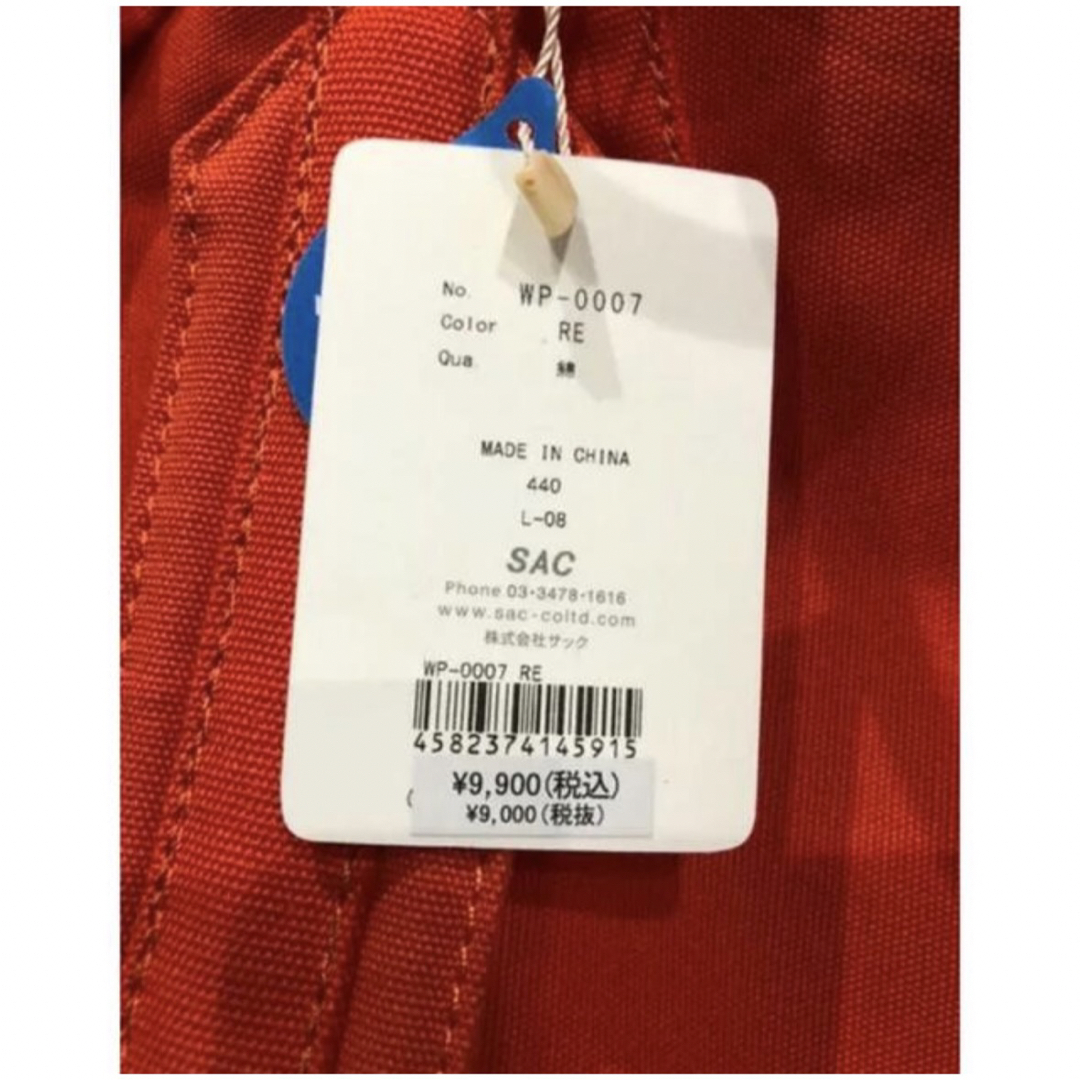 No. WP-0007
Color RE
Qua. 綿
MADE IN CHINA
440
L-08
SAC
Phone 03・3478・1616
www.sac-coltd.com
株式会社サック
WP-0007 RE
4582374145915
¥9,900(税込)
¥9,000(税抜)